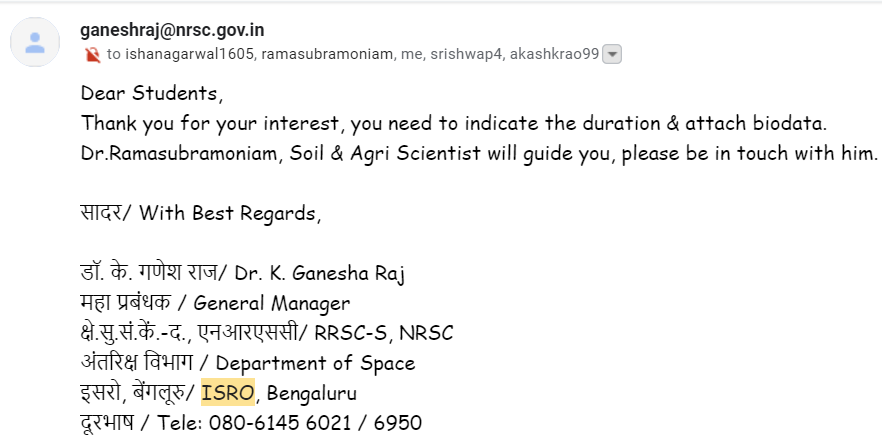 ganeshraj@nrsc.gov.in
to ishanagarwal1605, ramasubramoniam, me, srishwap4, akashkrao99
Dear Students,
Thank you for your interest, you need to indicate the duration & attach biodata.
Dr.Ramasubramoniam, Soil & Agri Scientist will guide you, please be in touch with him.
सादर/ With Best Regards,
डॉ. के. गणेश राज/ Dr. K. Ganesha Raj
महा प्रबंधक / General Manager
क्षे.सु.सं.कें.-द., एनआरएससी/ RRSC-S, NRSC
अंतरिक्ष विभाग / Department of Space
इसरो, बेंगलूरु/ ISRO, Bengaluru
दूरभाष / Tele: 080-6145 6021 / 6950